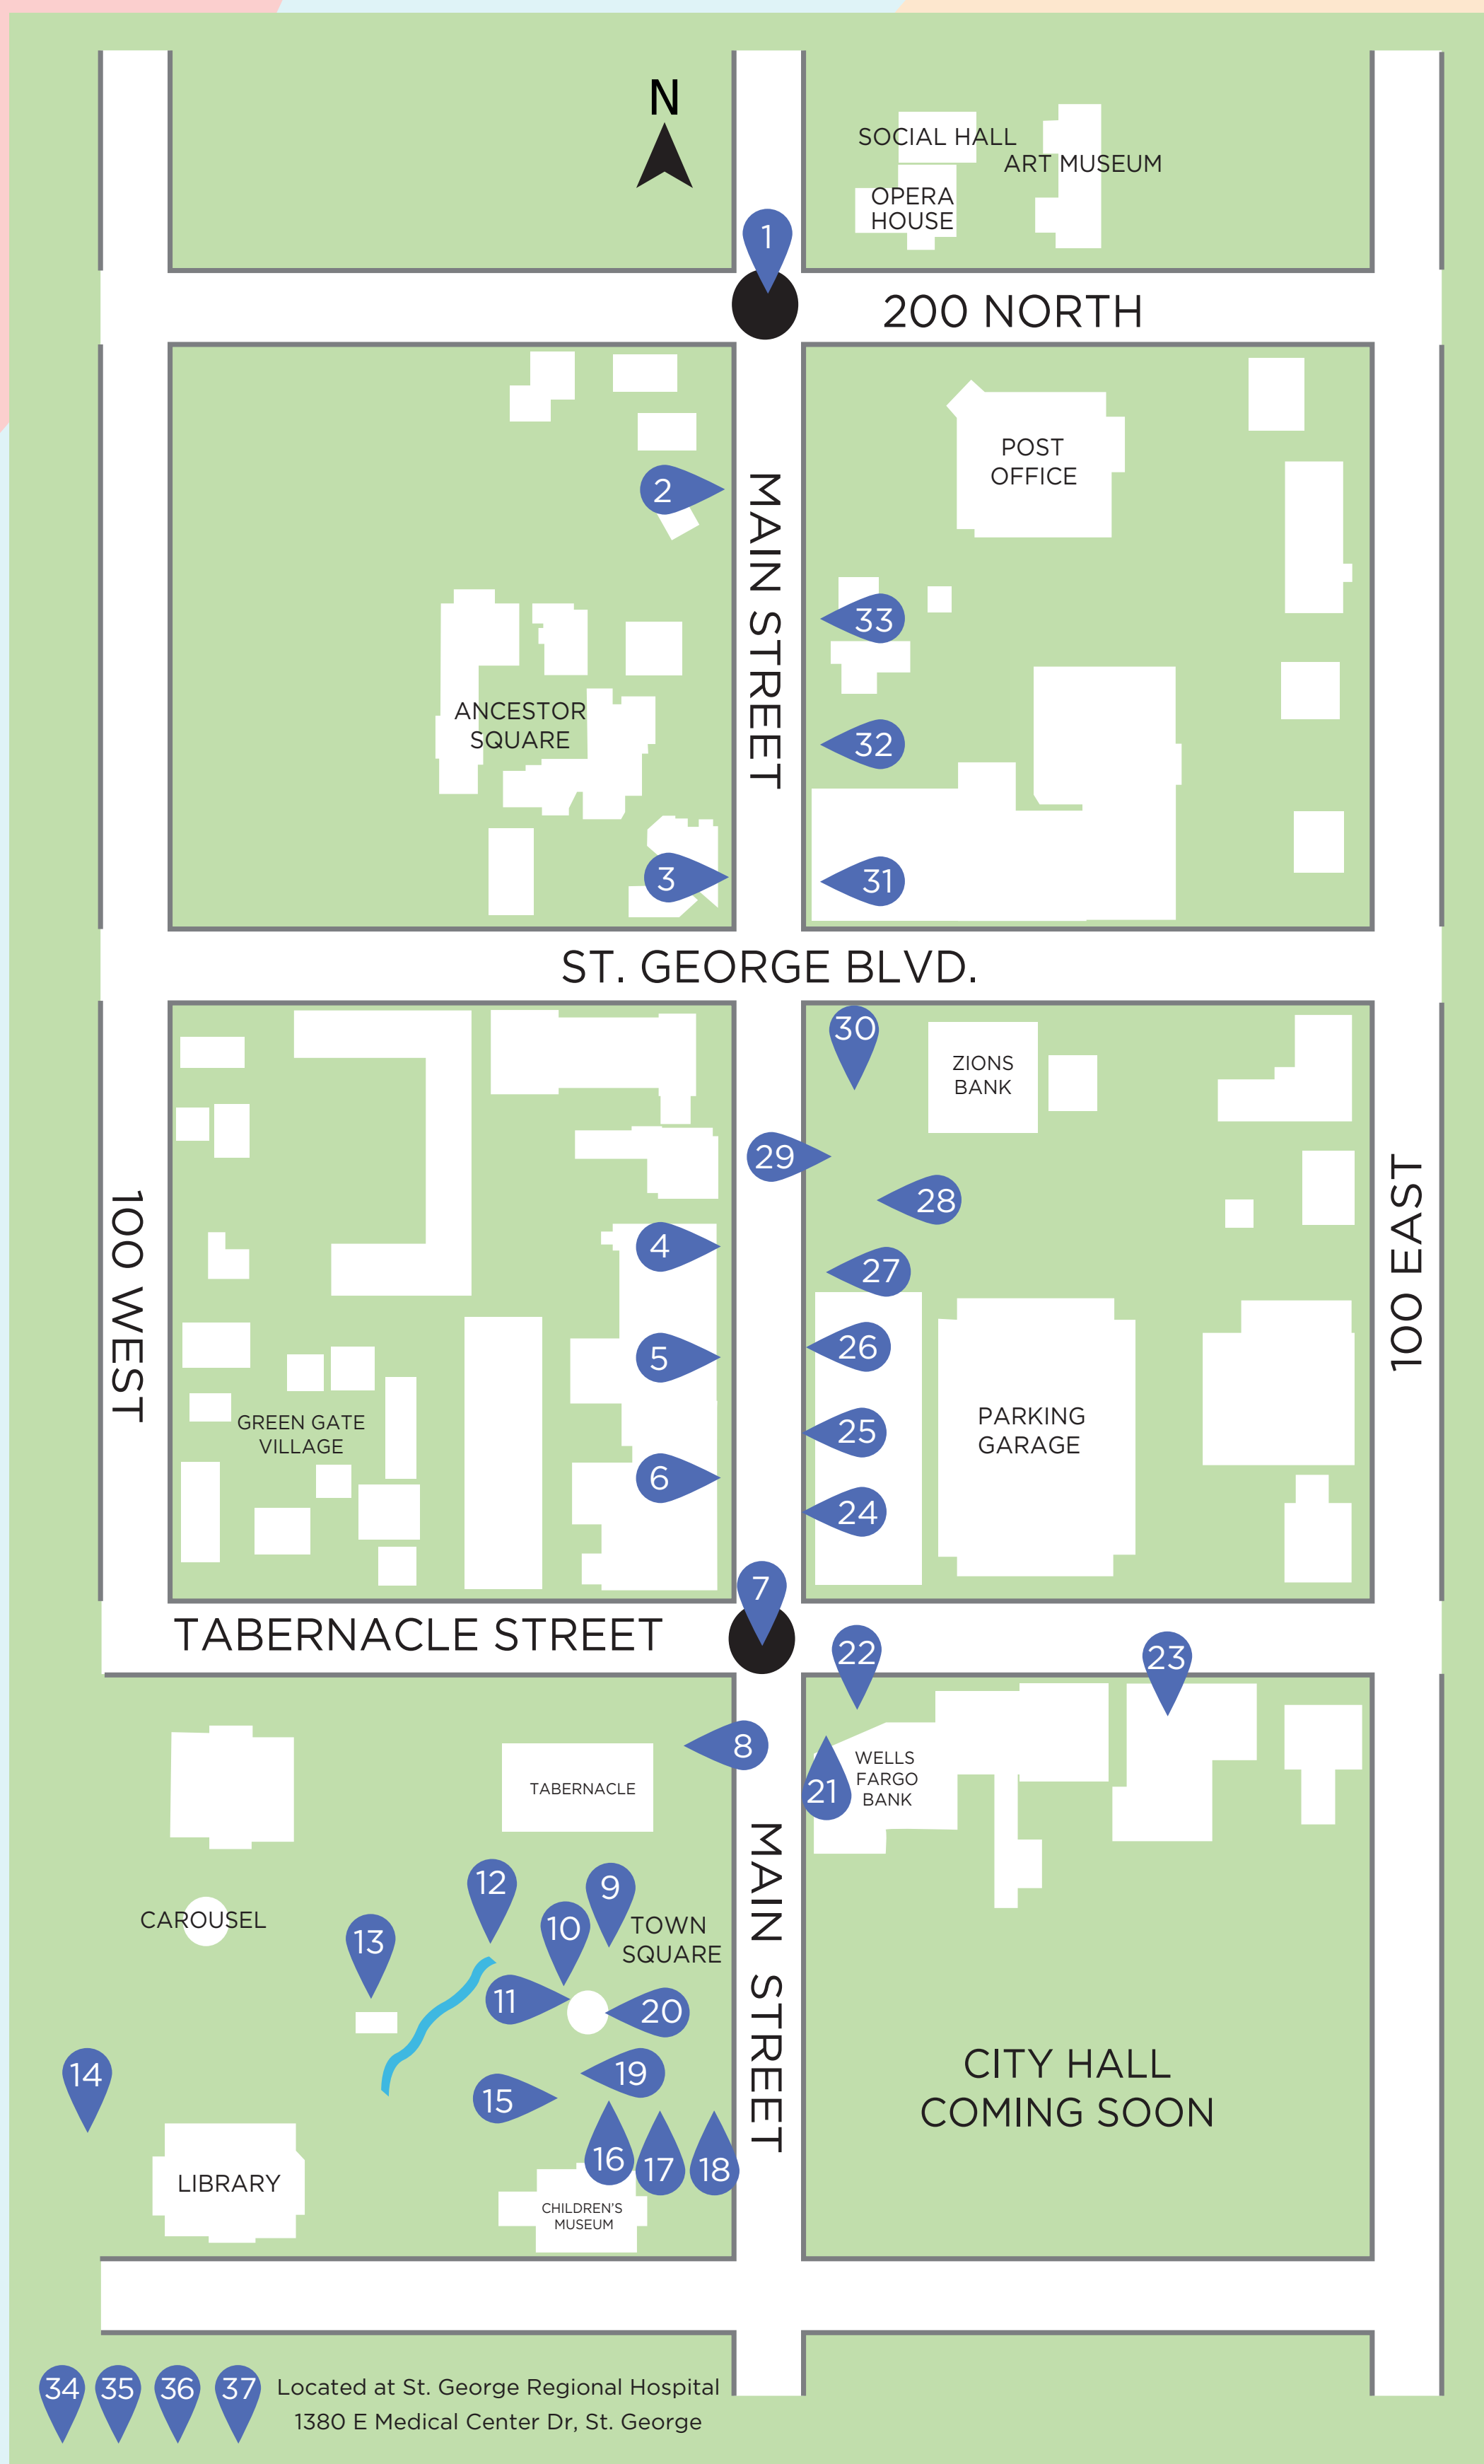 N
SOCIAL HALL
ART MUSEUM
OPERA
HOUSE
1
200 NORTH
POST
OFFICE
2
MAIN STREET
33
ANCESTOR
SQUARE
32
3
31
ST. GEORGE BLVD.
30
ZIONS
BANK
29
28
4
27
100 WEST
100 EAST
26
5
GREEN GATE
VILLAGE
PARKING
GARAGE
25
6
24
7
TABERNACLE STREET
22
23
8
TABERNACLE
WELLS
FARGO
BANK
21
MAIN STREET
12
9
CAROUSEL
13
10
TOWN
SQUARE
11
20
14
19
15
CITY HALL
COMING SOON
16
17
18
LIBRARY
CHILDREN'S
MUSEUM
34
35
36
37
Located at St. George Regional Hospital
1380 E Medical Center Dr, St. George